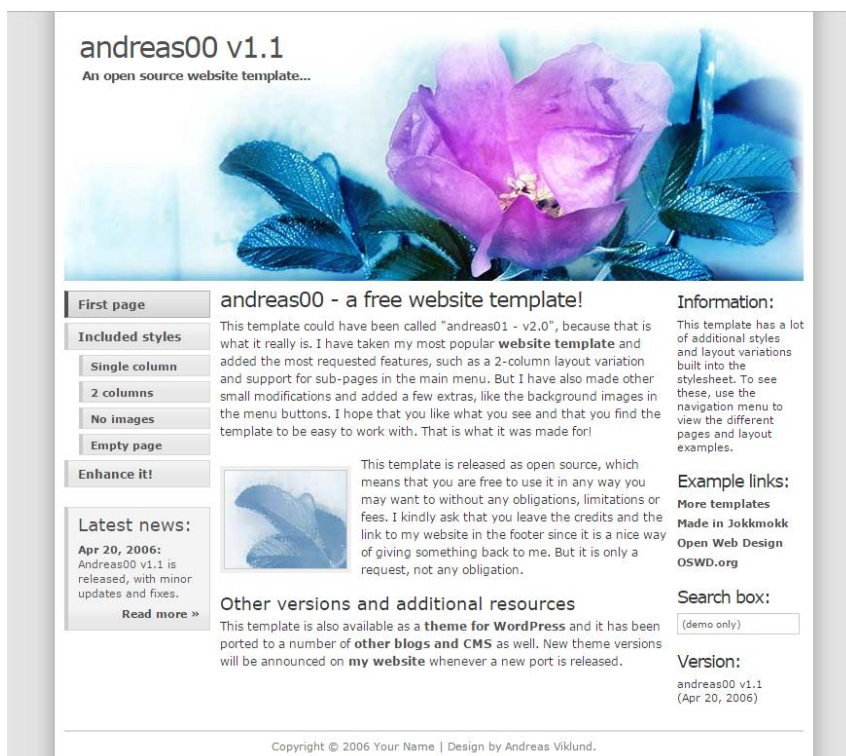 andreas00 v1.1
An open source website template...
First page
Included styles
Single column
2 columns
No images
Empty page
Enhance it!
Latest news:
Apr 20, 2006:
Andreas00 v1.1 is
released, with minor
updates and fixes.
Read more »
andreas00 - a free website template!
This template could have been called "andreas01 - v2.0", because that is
what it really is. I have taken my most popular website template and
added the most requested features, such as a 2-column layout variation
and support for sub-pages in the main menu. But I have also made other
small modifications and added a few extras, like the background images in
the menu buttons. I hope that you like what you see and that you find the
template to be easy to work with. That is what it was made for!
This template is released as open source, which
means that you are free to use it in any way you
may want to without any obligations, limitations or
fees. I kindly ask that you leave the credits and the
link to my website in the footer since it is a nice way
of giving something back to me. But it is only a
request, not any obligation.
Other versions and additional resources
This template is also available as a theme for WordPress and it has been
ported to a number of other blogs and CMS as well. New theme versions
will be announced on my website whenever a new port is released.
Information:
This template has a lot
of additional styles
and layout variations
built into the
stylesheet. To see
these, use the
navigation menu to
view the different
pages and layout
examples.
Example links:
More templates
Made in Jokkmokk
Open Web Design
OSWD.org
Search box:
(demo only)
Version:
andreas00 v1.1
(Apr 20, 2006)
Copyright © 2006 Your Name | Design by Andreas Viklund.